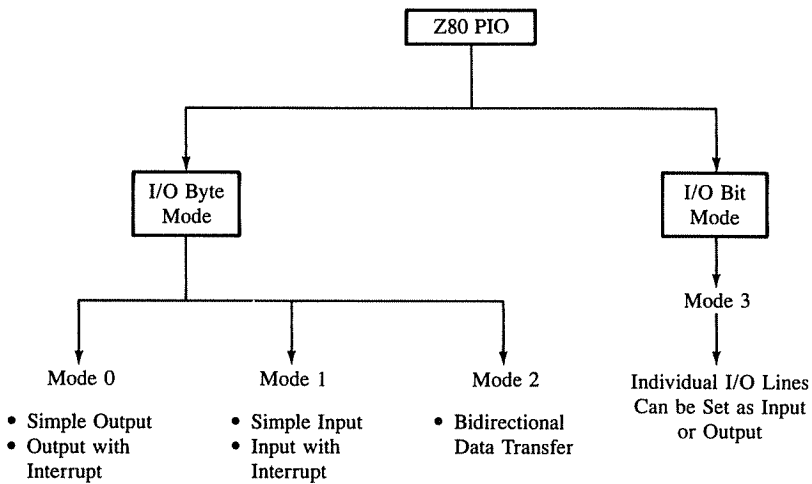 Z80 PIO
I/O Byte
Mode
I/O Bit
Mode
Mode 3
Mode 0
Mode 1
Mode 2
• Simple Output
• Output with
Interrupt
• Simple Input
• Input with
Interrupt
• Bidirectional
Data Transfer
Individual I/O Lines
Can be Set as Input
or Output